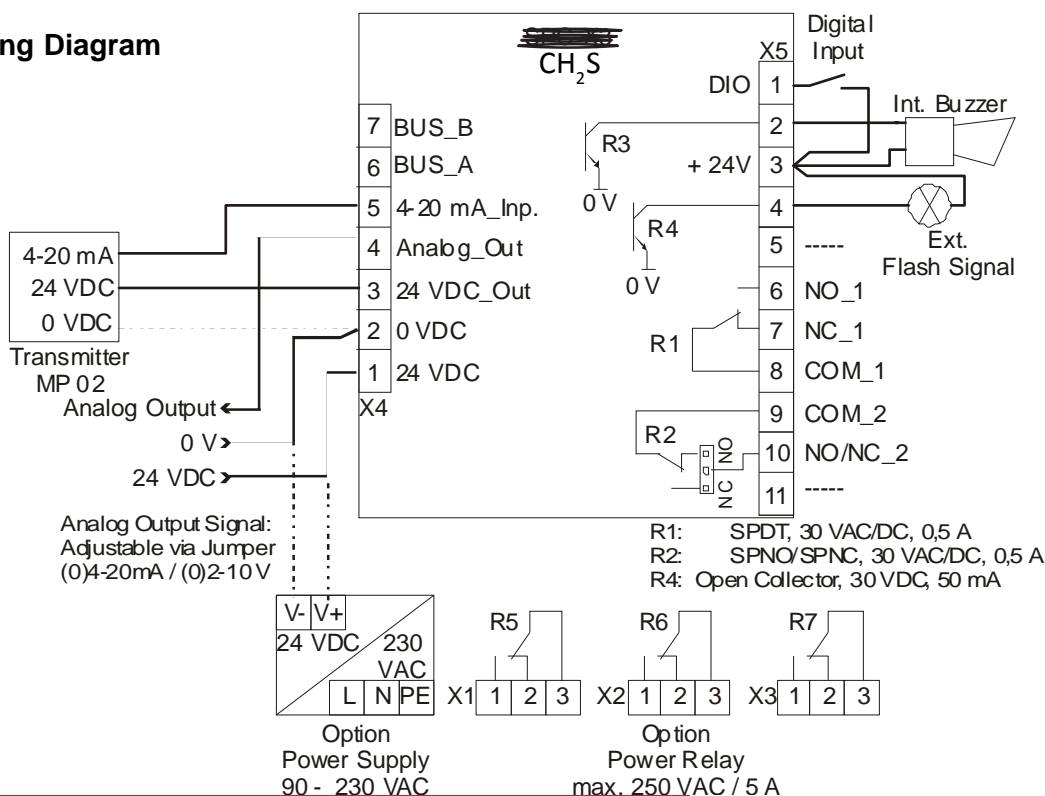 ng Diagram
CH2S
Digital
Input
X5
DIO 1
Int. Buzzer
2
R3
+ 24V 3
0 V
4
R4
5 -----
Ext.
Flash Signal
0 V
6 NO_1
7 NC_1
R1
8 COM_1
9 COM_2
R2
NO
10 NO/NC_2
NC
11 -----
7 BUS_B
6 BUS_A
5 4-20 mA_Inp.
4 Analog_Out
3 24 VDC_Out
2 0 VDC
1 24 VDC
X4
4-20 mA
24 VDC
0 VDC
Transmitter
MP 02
Analog Output
0 V
24 VDC
Analog Output Signal:
Adjustable via Jumper
(0)4-20mA / (0)2-10 V
R1: SPDT, 30 VAC/DC, 0,5 A
R2: SPNO/SPNC, 30 VAC/DC, 0,5 A
R4: Open Collector, 30 VDC, 50 mA
V- V+
24 VDC
230
VAC
L N PE
Option
Power Supply
90 - 230 VAC
R5
X1 1 2 3
R6
X2 1 2 3
R7
X3 1 2 3
Option
Power Relay
max. 250 VAC / 5 A